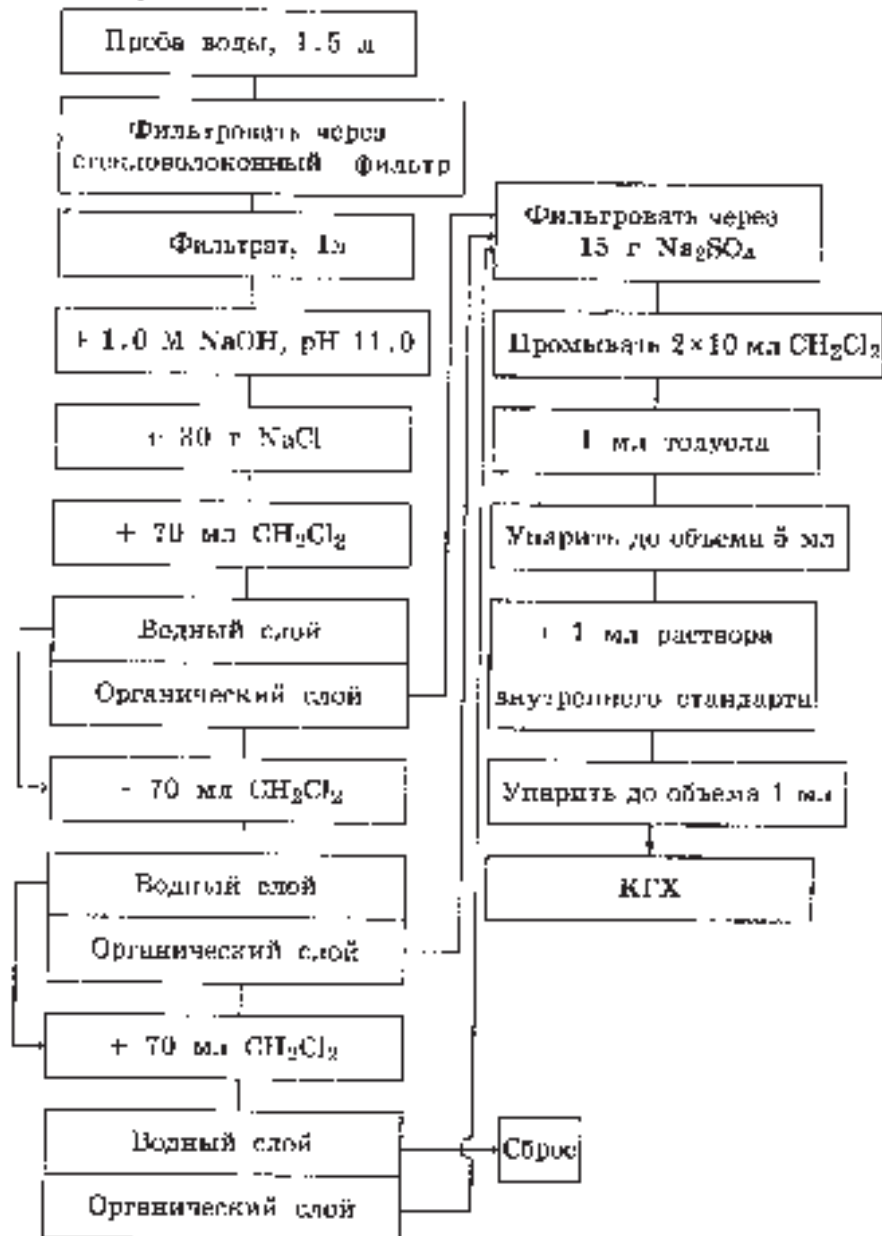 Проба воды, 1.5 л
Фильтровать через
стекловолоконный фильтр
Фильтрат, 1л
+ 1.0 М NaOH, pH 11.0
+ 80 г NaCl
+ 70 мл CH₂Cl₂
Водный слой
Органический слой
+ 70 мл CH₂Cl₂
Водный слой
Органический слой
+ 70 мл CH₂Cl₂
Водный слой
Органический слой
Сброс
Фильтровать через
15 г Na₂SO₄
Промывать 2×10 мл CH₂Cl₂
1 мл толуола
Упарить до объема 5 мл
+ 1 мл раствора
внутреннего стандарта
Упарить до объема 1 мл
КГХ